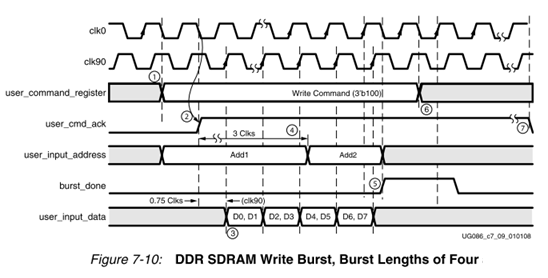 clk0
clk90
① user_command_register Write Command (3'b100) ⑥
② user_cmd_ack ⑦
3 Clks ④
user_input_address Add1 Add2
burst_done ⑤
0.75 Clks (clk90)
user_input_data D0, D1 D2, D3 D4, D5 D6, D7
③
UG086_c7_09_010108
Figure 7-10: DDR SDRAM Write Burst, Burst Lengths of Four